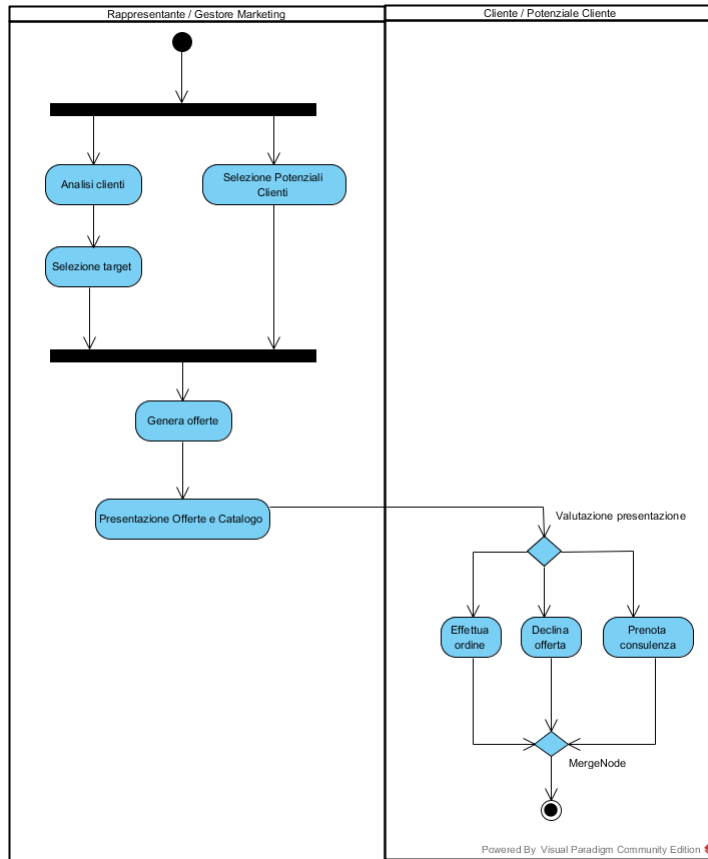 Rappresentante / Gestore Marketing
Cliente / Potenziale Cliente
Analisi clienti
Selezione Potenziali
Clienti
Selezione target
Genera offerte
Presentazione Offerte e Catalogo
Valutazione presentazione
Effettua
ordine
Declina
offerta
Prenota
consulenza
MergeNode
Powered By Visual Paradigm Community Edition